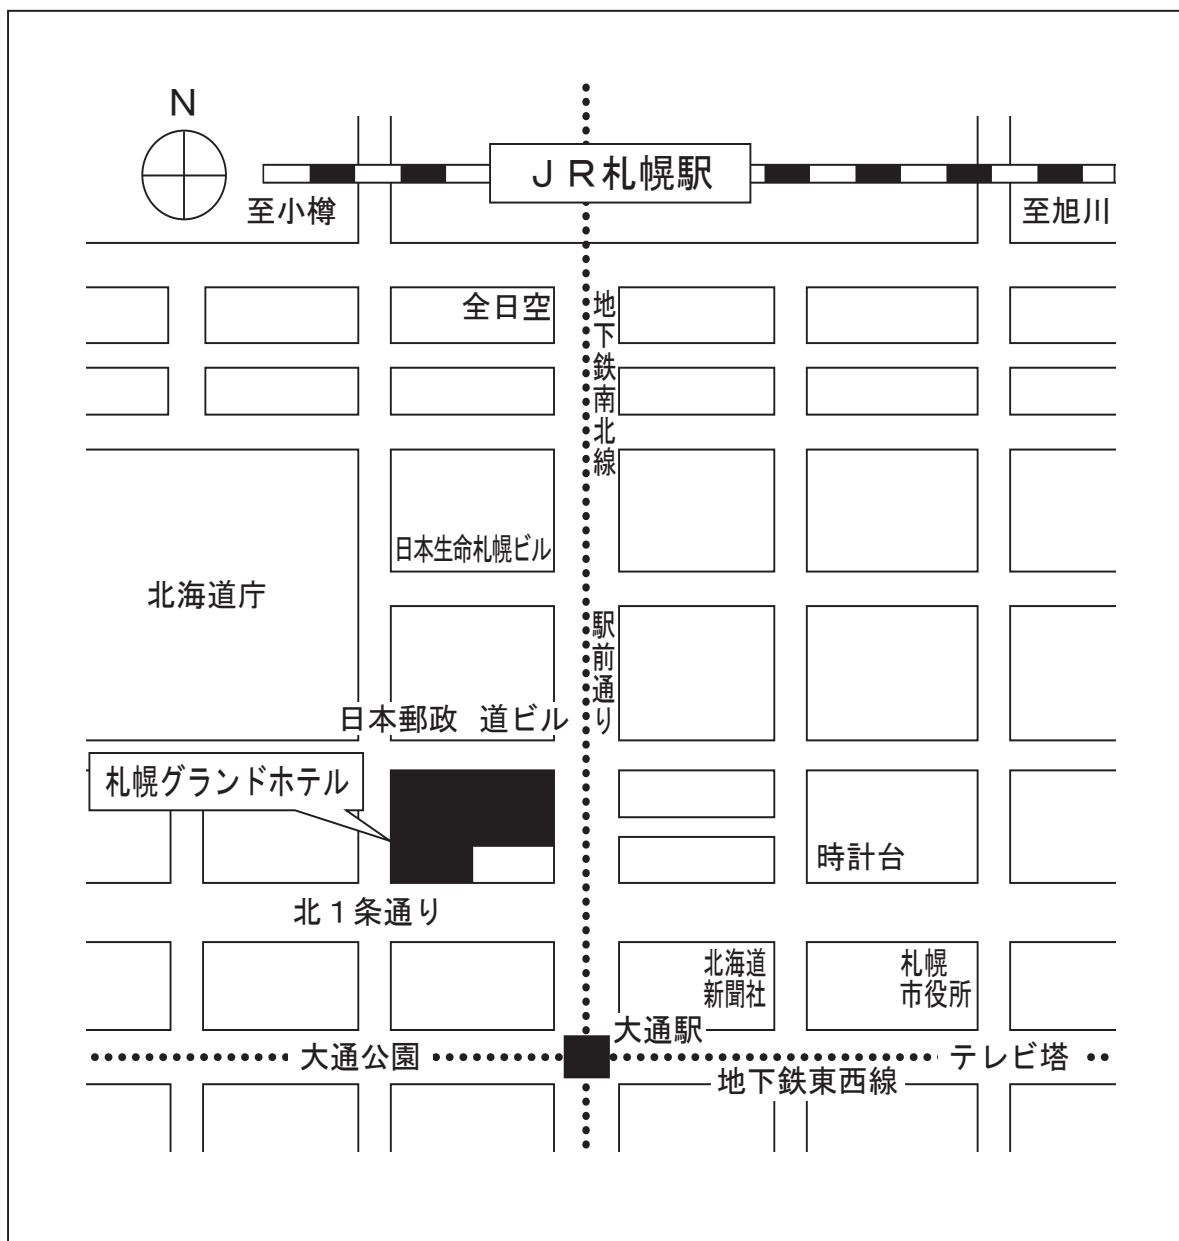 N
ＪＲ札幌駅
至小樽
至旭川
全日空
地下鉄南北線
日本生命札幌ビル
北海道庁
駅前通り
日本郵政 道ビル
札幌グランドホテル
時計台
北１条通り
北海道
新聞社
札幌
市役所
大通駅
大通公園
テレビ塔
地下鉄東西線